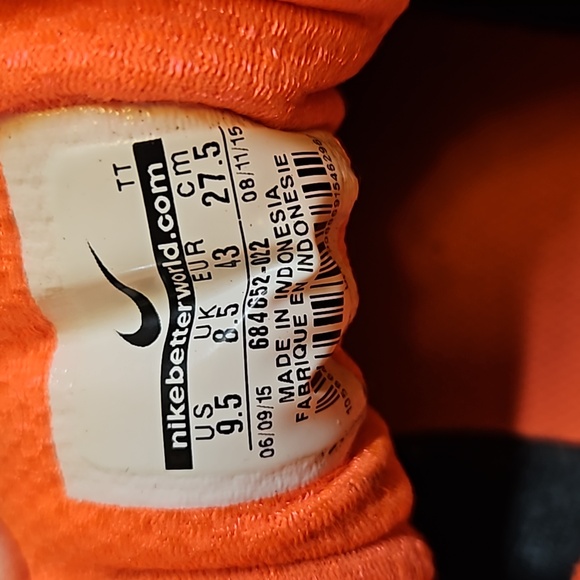 TT
nikebetterworld.com
US UK EUR cm
9.5 8.5 43 27.5
06/09/15 684652-022 08/11/15
MADE IN INDONESIA
FABRIQUE EN INDONESIE